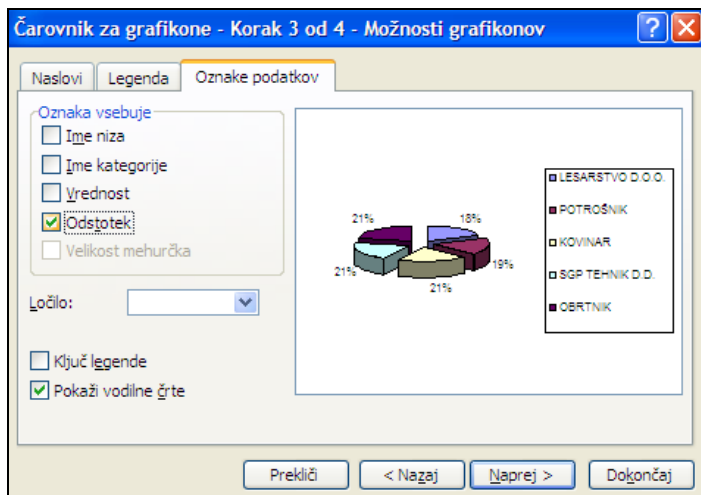 Čarovnik za grafikone - Korak 3 od 4 - Možnosti grafikonov
Naslovi
Legenda
Oznake podatkov
Oznaka vsebuje
Ime niza
Ime kategorije
Vrednost
Odstotek
Velikost mehurčka
Ločilo:
Ključ legende
Pokaži vodilne črte
21%
18%
21%
19%
21%
LESARSTVO D.O.O.
POTROŠNIK
KOVINAR
SGP TEHNIK D.D.
OBRTNIK
Prekliči
< Nazaj
Naprej >
Dokončaj